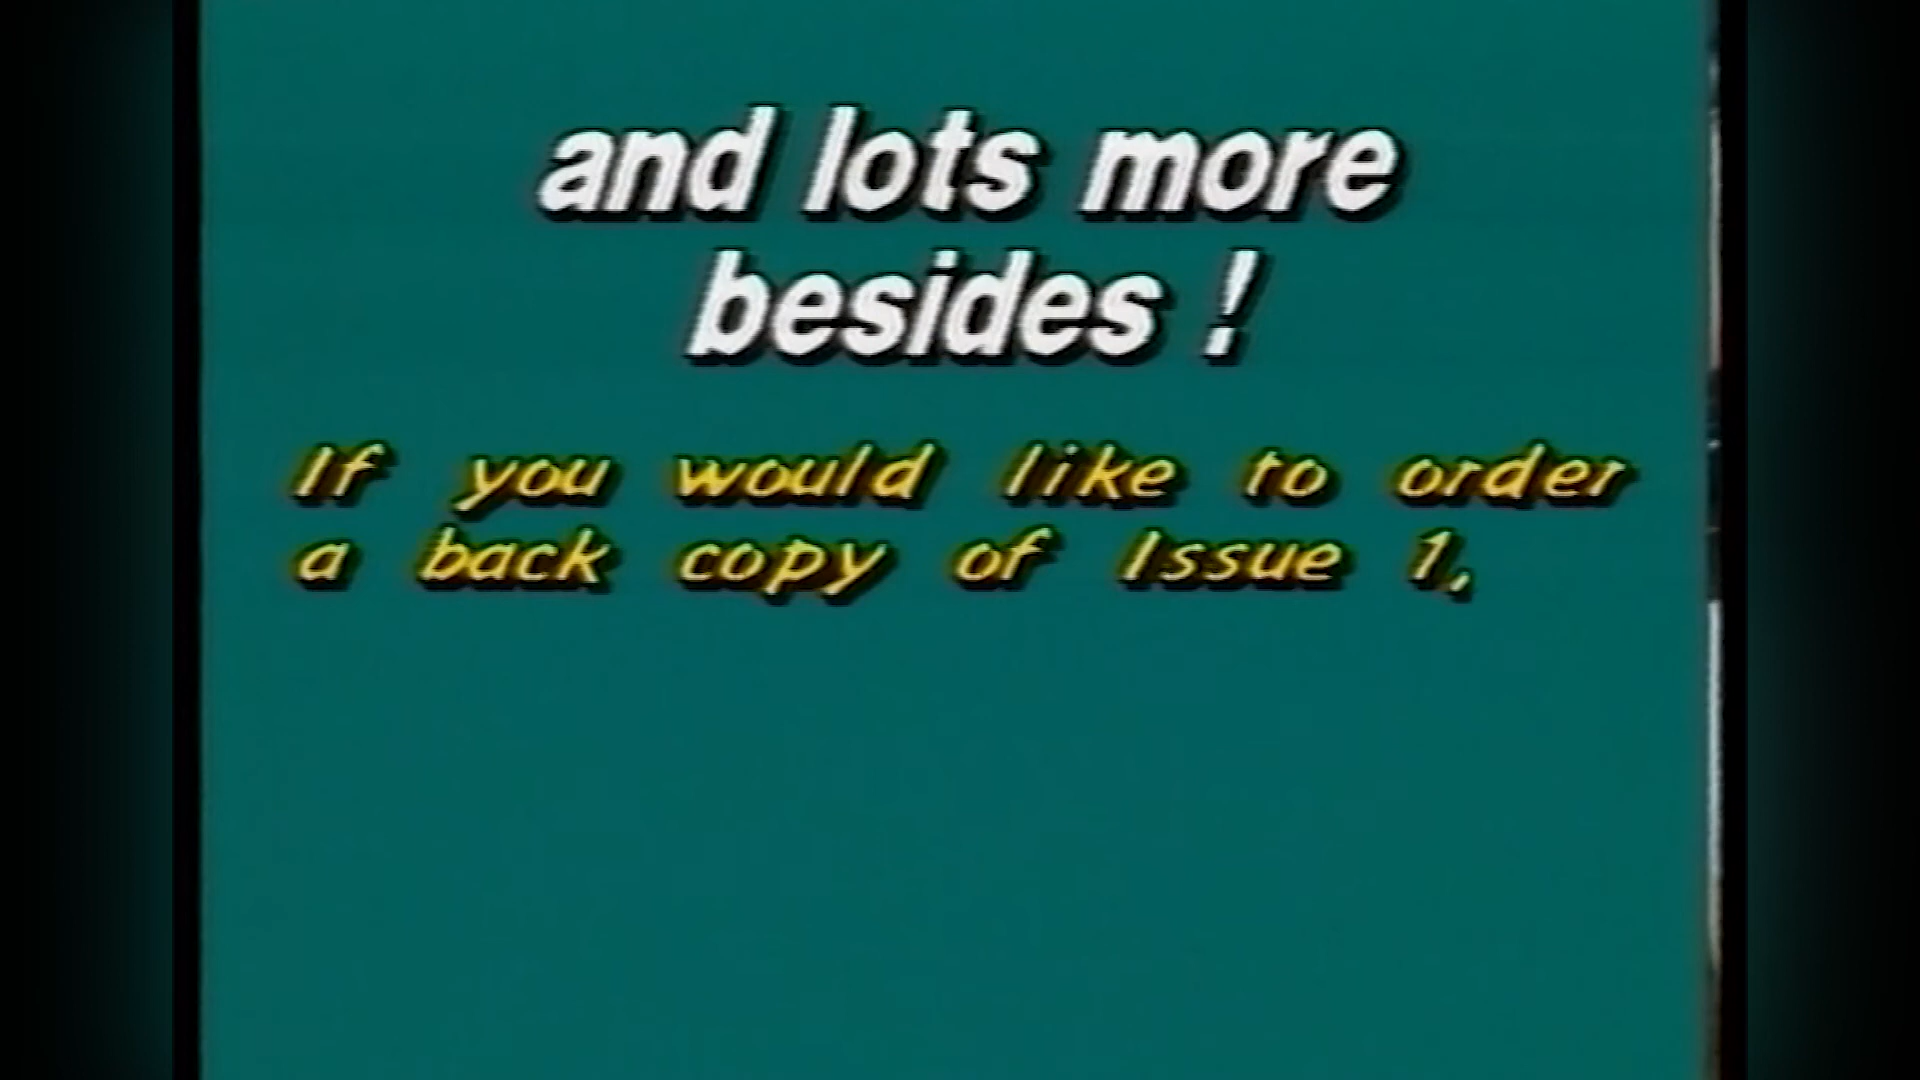 and lots more
besides !
If you would like to order
a back copy of Issue 1,